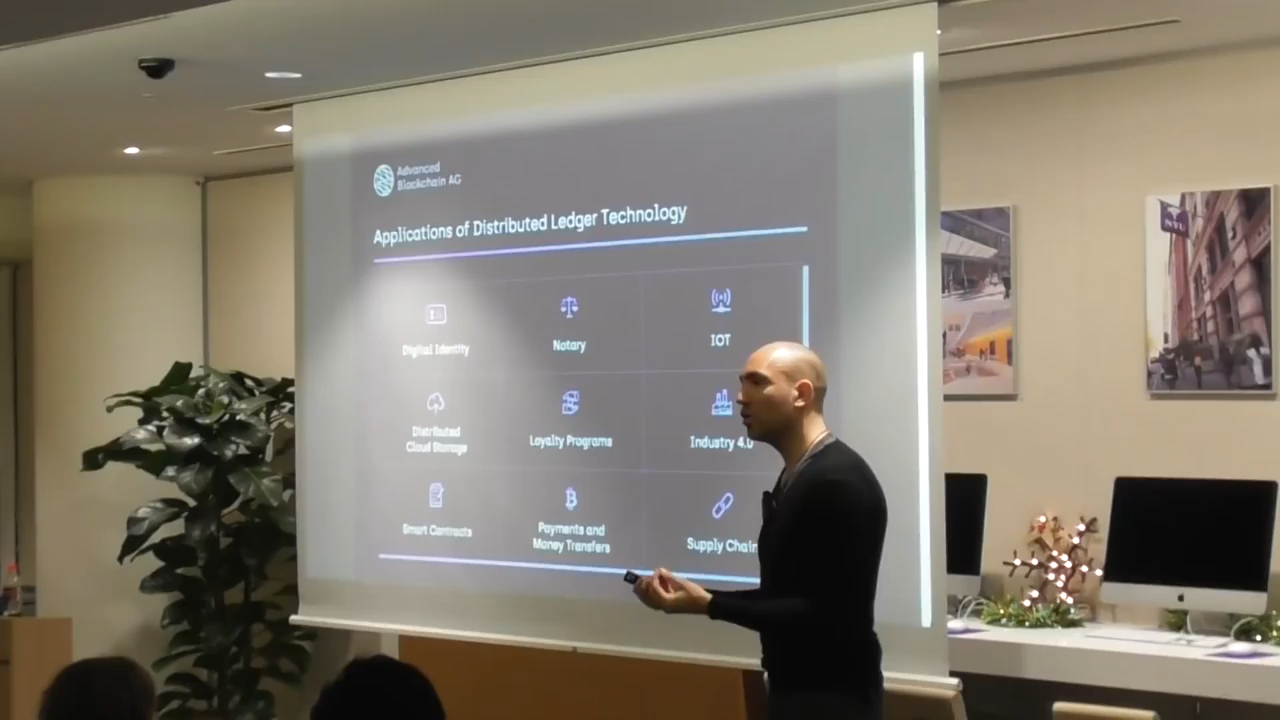 Advanced
Blockchain AG
Applications of Distributed Ledger Technology
Digital Identity
Notary
IOT
Distributed
Cloud Storage
Loyalty Programs
Industry 4.0
Smart Contracts
Payments and
Money Transfers
Supply Chain
NYU